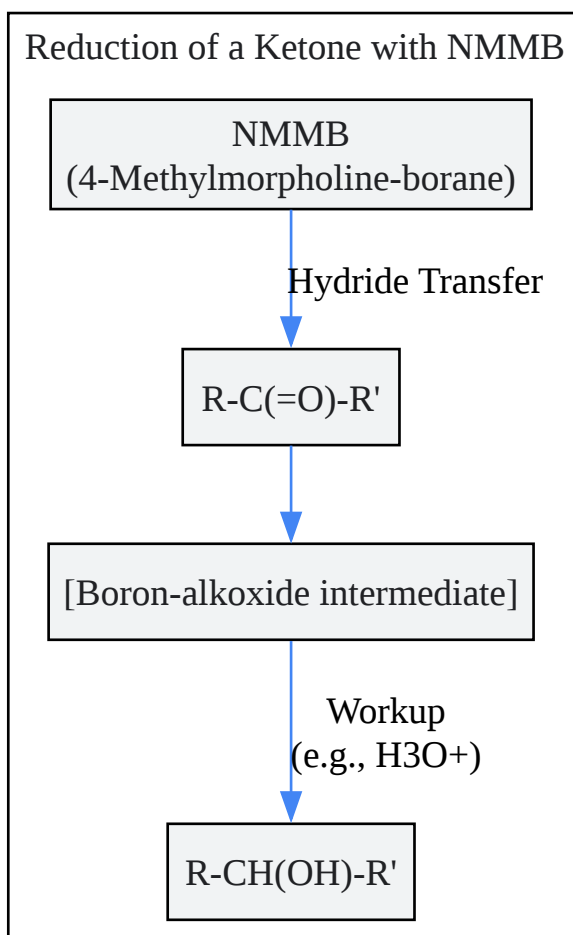 Reduction of a Ketone with NMMB
NMMB
(4-Methylmorpholine-borane)
Hydride Transfer
R-C(=O)-R'
[Boron-alkoxide intermediate]
Workup
(e.g., H3O+)
R-CH(OH)-R'